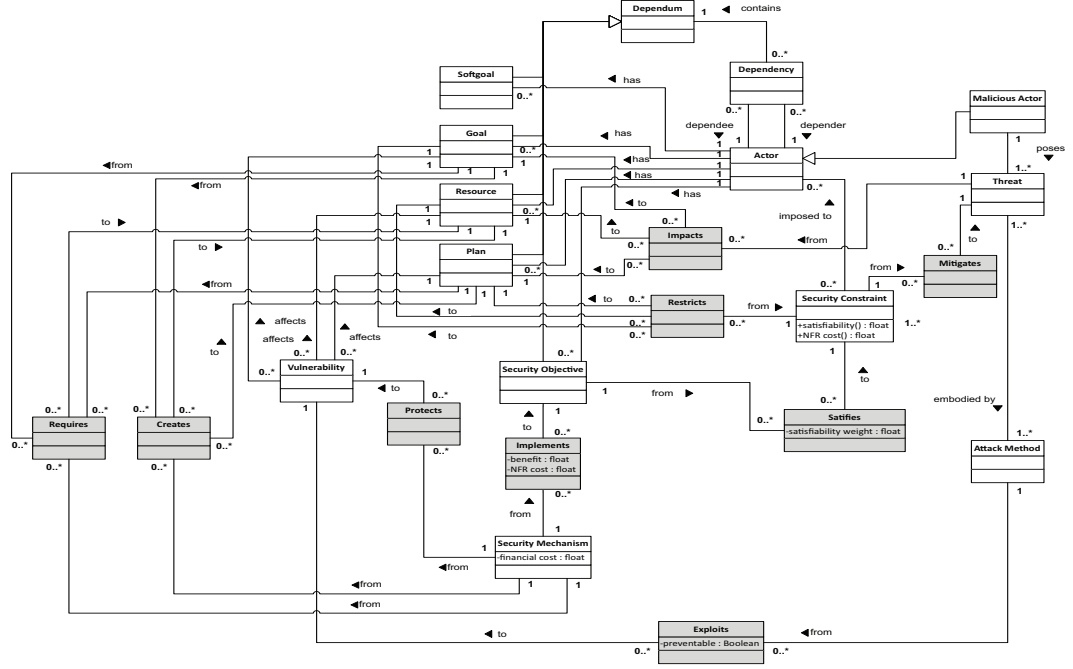 Dependum
1 ◄ contains
0..*
Dependency
Softgoal
◄ has
0..*
0..* 0..*
Malicious Actor
dependee depender
Goal
◄ has
1 1
1
poses
0..*
1
1
Actor
◄from
1 1
◄has
1
1
◄ has
1
1..*
◄from
1
◄ has
0..*
1
Threat
Resource
◄ to
imposed to
1
0..*
0..*
1..*
to ►
1 1
to
Impacts
0..*
to ►
0..*
◄from
0..*
to
Plan
0..*
◄ to
0..*
from ►
Mitigates
1
1
0..*
◄from
1 1
◄ to
0..*
Restricts
from ►
Security Constraint
◄ to
0..*
0..*
1
+satisfiability() : float
1..*
affects
0..*
◄ to
+NFR cost() : float
affects
affects
to
0..* 0..*
0..*
1
Vulnerability
1
Security Objective
0..*
◄ to
1
from ►
to
embodied by
1
0..*
0..*
0..* 0..*
0..* 0..*
Protects
1
Satifies
0..*
Requires
Creates
to
-satisfiability weight : float
0..*
0..*
0..*
1..*
0..*
Implements
Attack Method
0..*
0..*
-benefit : float
-NFR cost : float
0..*
1
from
1
Security Mechanism
1
-financial cost : float
◄from
◄from
1 1
◄from
Exploits
◄ to
◄from
-preventable : Boolean
0..* 0..*